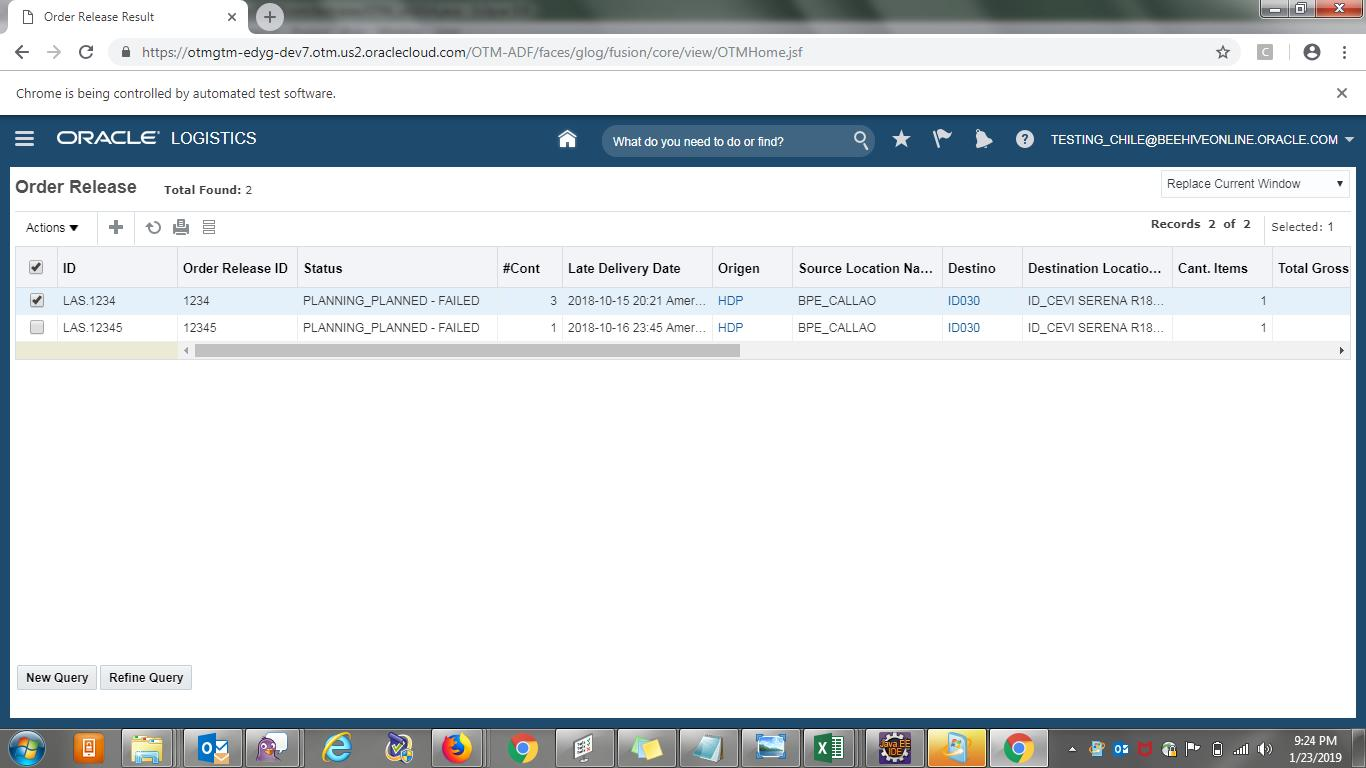 Order Release Result
https://otmgtm-edyg-dev7.otm.us2.oraclecloud.com/OTM-ADF/faces/glog/fusion/core/view/OTMHome.jsf
C
Chrome is being controlled by automated test software.
ORACLE LOGISTICS
What do you need to do or find?
TESTING_CHILE@BEEHIVEONLINE.ORACLE.COM
Order Release Total Found: 2
Replace Current Window
Actions
Records 2 of 2 Selected: 1
ID Order Release ID Status #Cont Late Delivery Date Origen Source Location Na... Destino Destination Locatio... Cant. Items Total Gross
LAS.1234 1234 PLANNING_PLANNED - FAILED 3 2018-10-15 20:21 Amer... HDP BPE_CALLAO ID030 ID_CEVI SERENA R18... 1
LAS.12345 12345 PLANNING_PLANNED - FAILED 1 2018-10-16 23:45 Amer... HDP BPE_CALLAO ID030 ID_CEVI SERENA R18... 1
New Query Refine Query
Java EE
IDE
9:24 PM
1/23/2019